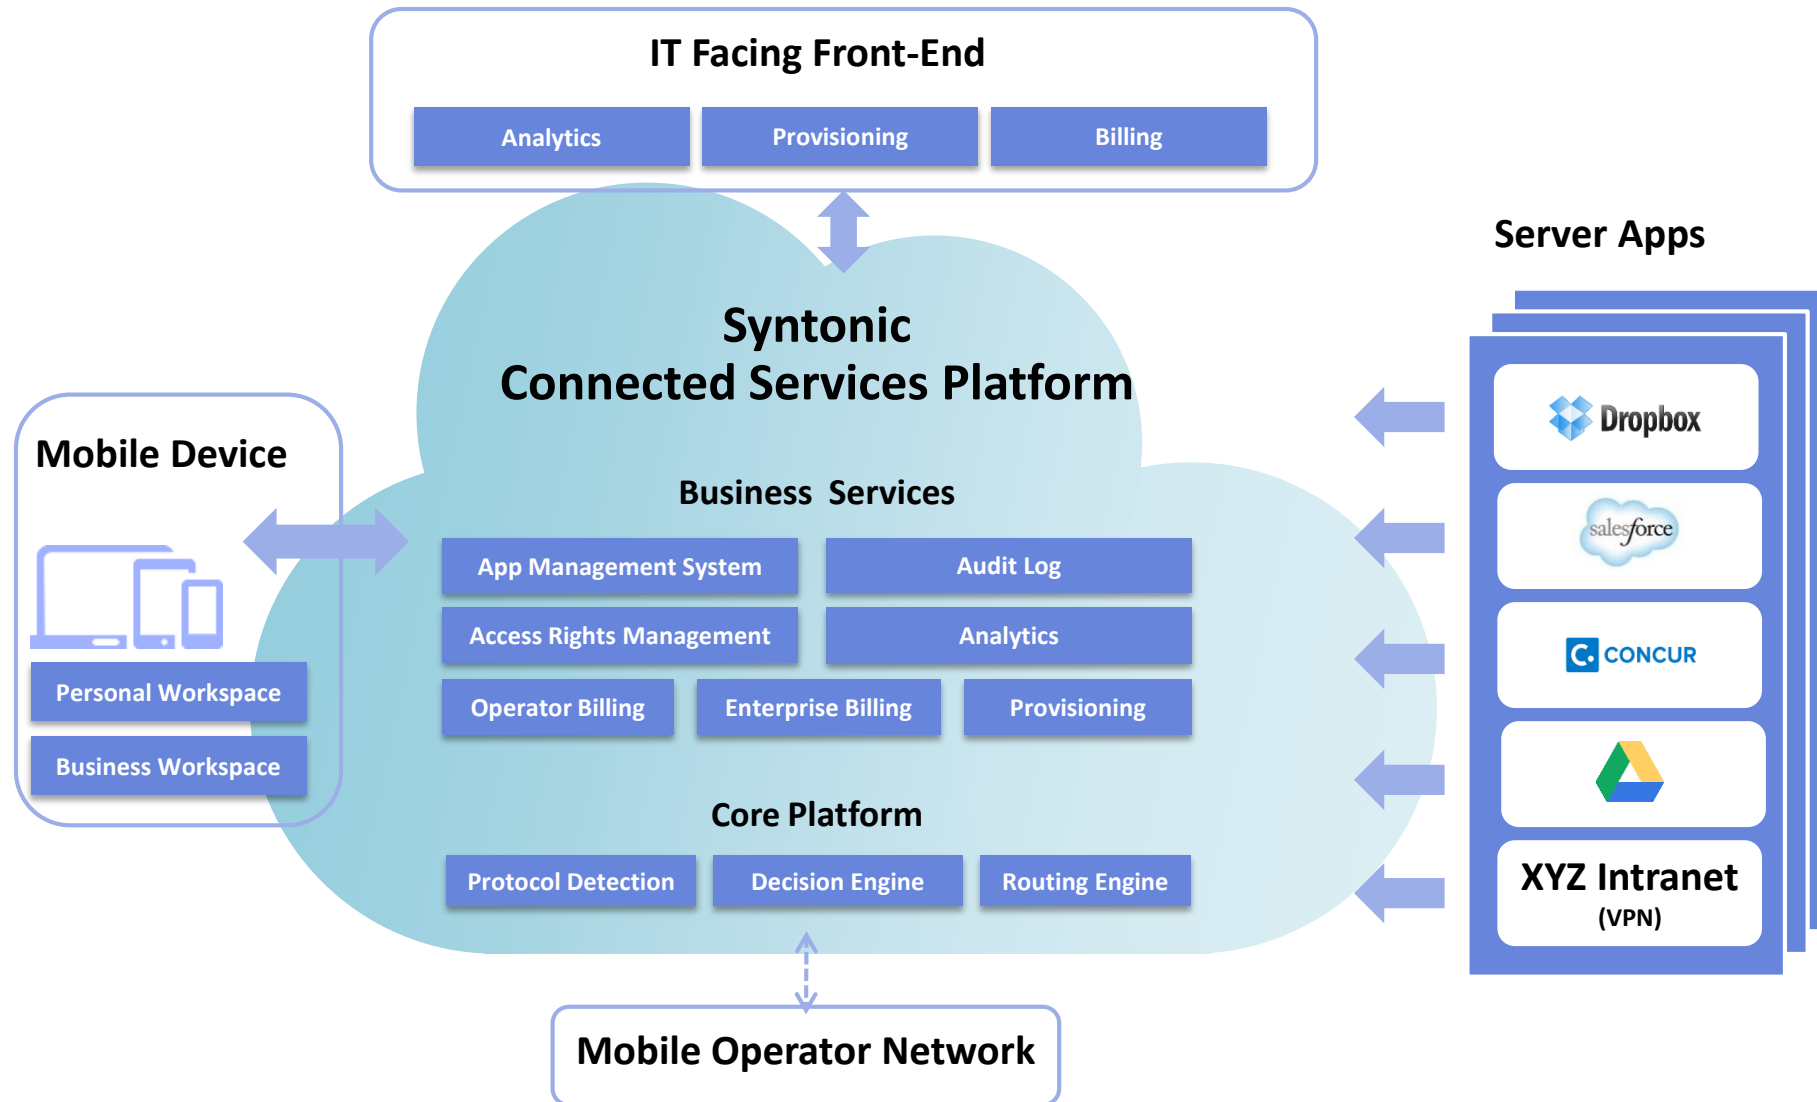 IT Facing Front-End
Analytics
Provisioning
Billing
Syntonic
Connected Services Platform
Server Apps
Mobile Device
Personal Workspace
Business Workspace
Business Services
App Management System
Audit Log
Access Rights Management
Analytics
Operator Billing
Enterprise Billing
Provisioning
Core Platform
Protocol Detection
Decision Engine
Routing Engine
Dropbox
salesforce
C. CONCUR
XYZ Intranet
(VPN)
Mobile Operator Network